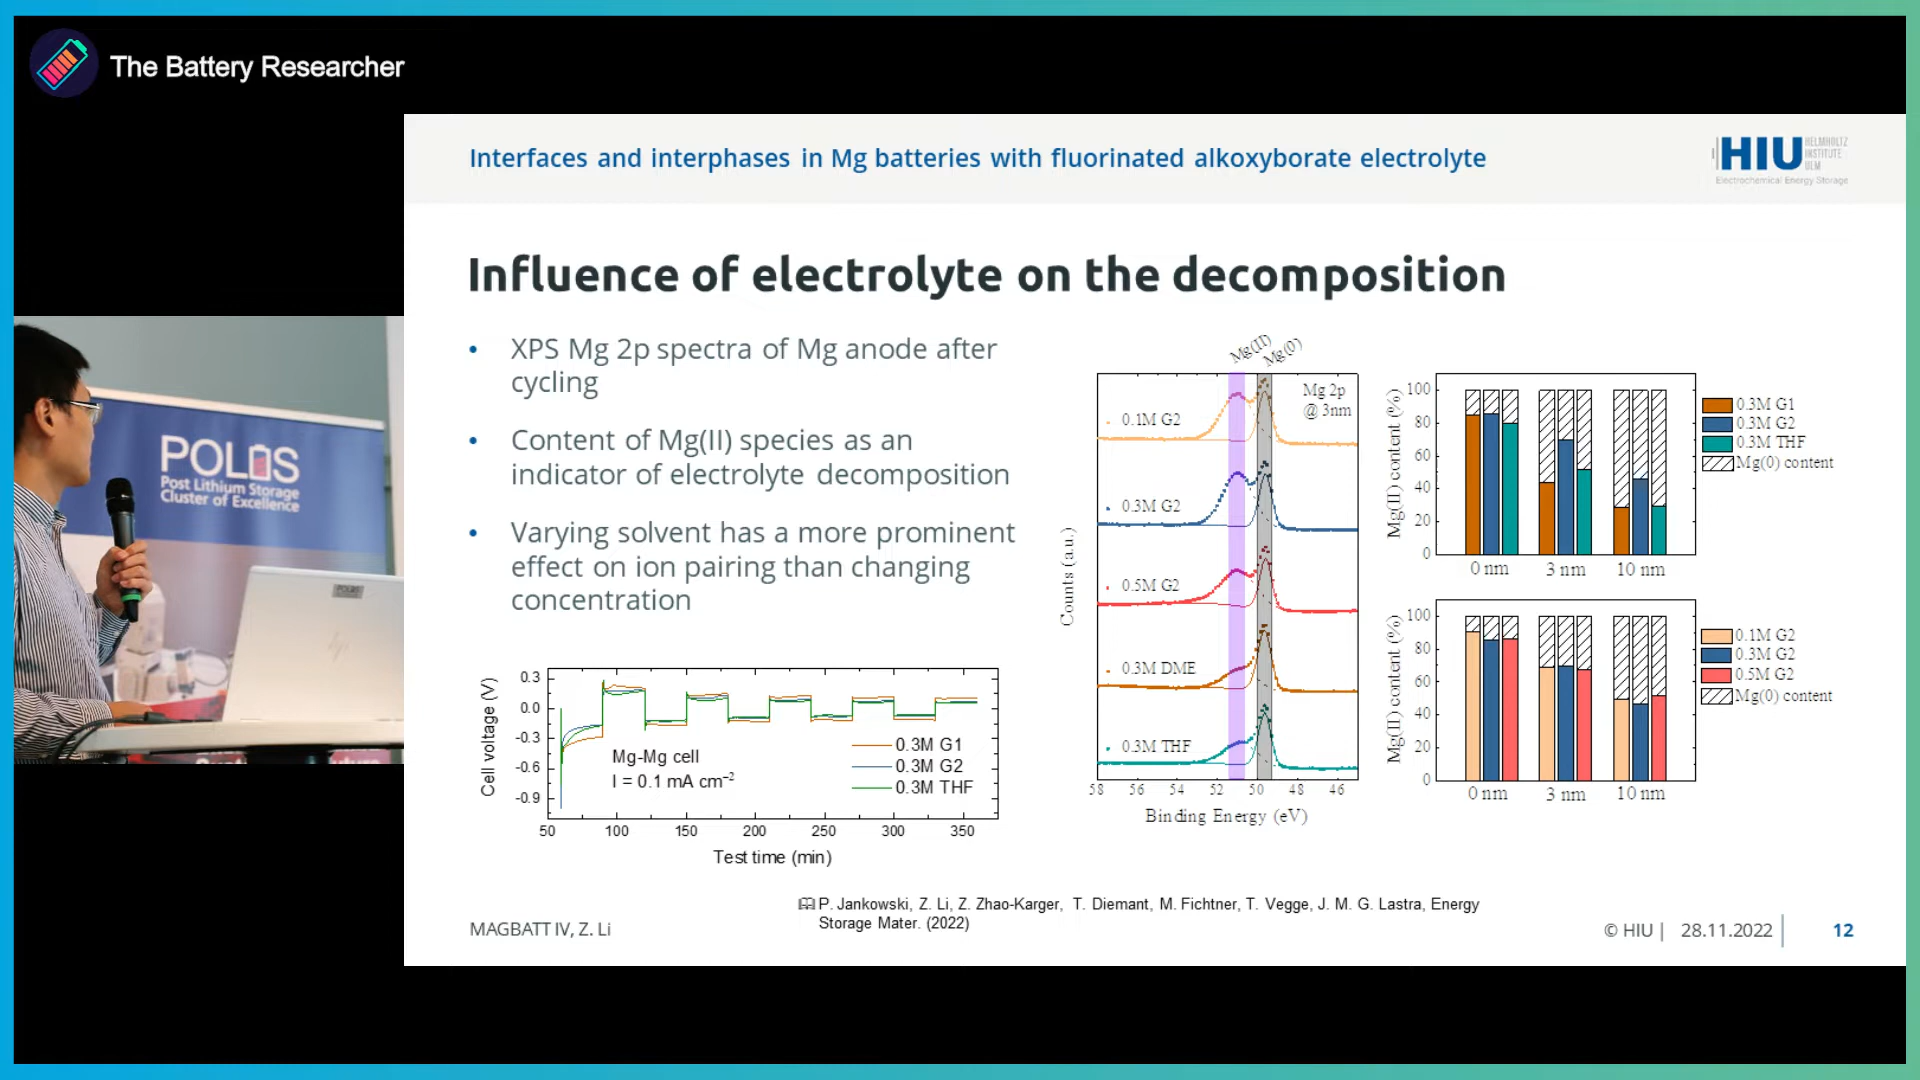 The Battery Researcher
Interfaces and interphases in Mg batteries with fluorinated alkoxyborate electrolyte
HIU
HELMHOLTZ
INSTITUTE
ULM
Electrochemical Energy Storage
Influence of electrolyte on the decomposition
• XPS Mg 2p spectra of Mg anode after
cycling
• Content of Mg(II) species as an
indicator of electrolyte decomposition
• Varying solvent has a more prominent
effect on ion pairing than changing
concentration
POLiS
Post Lithium Storage
Cluster of Excellence
POLiS
hp
Cell voltage (V)
0.3
0.0
-0.3
-0.6
-0.9
Mg-Mg cell
I = 0.1 mA cm⁻²
0.3M G1
0.3M G2
0.3M THF
50 100 150 200 250 300 350
Test time (min)
Mg(II) Mg(0)
Mg 2p
@ 3nm
0.1M G2
0.3M G2
0.5M G2
0.3M DME
0.3M THF
Counts (a.u.)
58 56 54 52 50 48 46
Binding Energy (eV)
Mg(II) content (%)
100
80
60
40
20
0
0 nm 3 nm 10 nm
0.3M G1
0.3M G2
0.3M THF
Mg(0) content
Mg(II) content (%)
100
80
60
40
20
0
0 nm 3 nm 10 nm
0.1M G2
0.3M G2
0.5M G2
Mg(0) content
P. Jankowski, Z. Li, Z. Zhao-Karger, T. Diemant, M. Fichtner, T. Vegge, J. M. G. Lastra, Energy
Storage Mater. (2022)
MAGBATT IV, Z. Li
© HIU | 28.11.2022
12